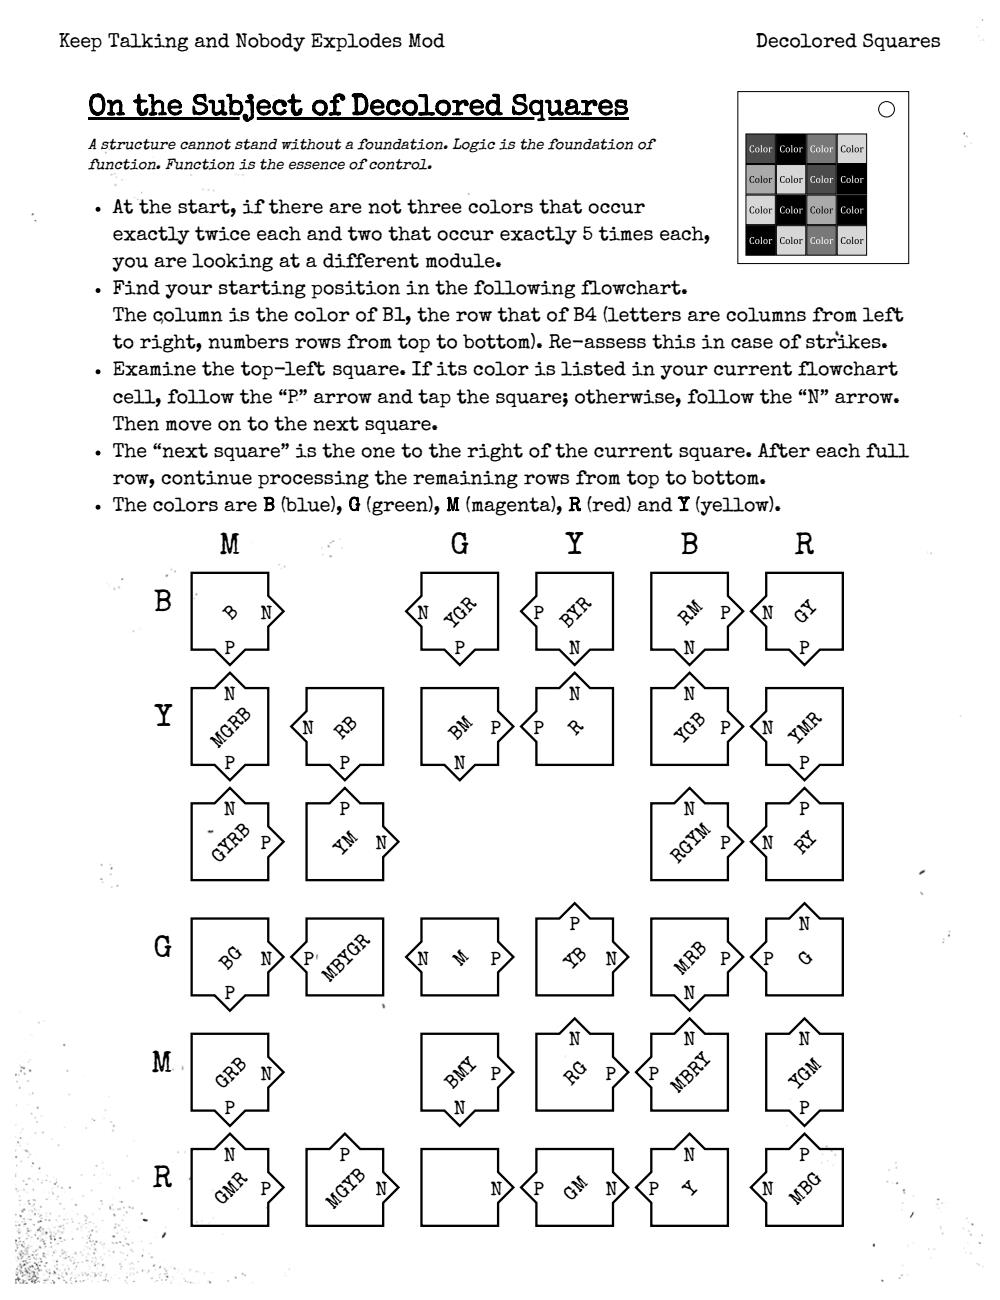 Keep Talking and Nobody Explodes Mod Decolored Squares
On the Subject of Decolored Squares
A structure cannot stand without a foundation. Logic is the foundation of
function. Function is the essence of control.
Color Color Color Color
Color Color Color Color
Color Color Color Color
Color Color Color Color
• At the start, if there are not three colors that occur
exactly twice each and two that occur exactly 5 times each,
you are looking at a different module.
• Find your starting position in the following flowchart.
The column is the color of B1, the row that of B4 (letters are columns from left
to right, numbers rows from top to bottom). Re-assess this in case of strikes.
• Examine the top-left square. If its color is listed in your current flowchart
cell, follow the “P” arrow and tap the square; otherwise, follow the “N” arrow.
Then move on to the next square.
• The “next square” is the one to the right of the current square. After each full
row, continue processing the remaining rows from top to bottom.
• The colors are B (blue), G (green), M (magenta), R (red) and Y (yellow).
M G Y B R
B B N N YGR P BYR RM P N GY
P P N N P
N N N
Y MGRB N RB BM P P R YGB P N YMR
P P N P
N P N P
GYRB P YM N RGYM P N RY
P N
G BG N P MBYGR N M P YB N MRB P P G
P N
N N N
M GRB N BMY P RG P P MBRY YGM
P N P
N P N P
R GMR P MGYB N N P GM N P Y N MBG